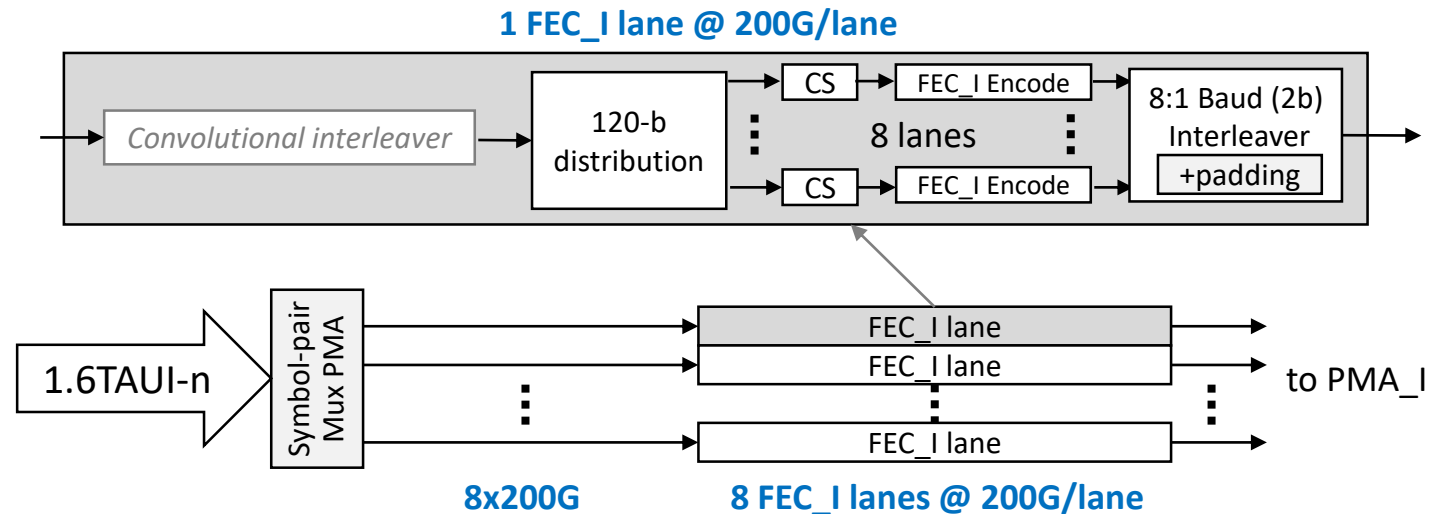 1 FEC_I lane @ 200G/lane
Convolutional interleaver
120-b
distribution
CS
FEC_I Encode
8 lanes
CS
FEC_I Encode
8:1 Baud (2b)
Interleaver
+padding
1.6TAUI-n
Symbol-pair
Mux PMA
FEC_I lane
FEC_I lane
FEC_I lane
to PMA_I
8x200G
8 FEC_I lanes @ 200G/lane